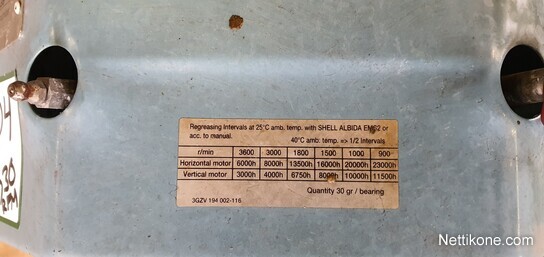 Regreasing Intervals at 25°C amb. temp. with SHELL ALBIDA EMS2 or
acc. to manual.
40°C amb: temp. => 1/2 Intervals
r/min 3600 3000 1800 1500 1000 900
Horizontal motor 6000h 8000h 13500h 16000h 20000h 23000h
Vertical motor 3000h 4000h 6750h 8000h 10000h 11500h
Quantity 30 gr / bearing
3GZV 194 002-116
Nettikone.com